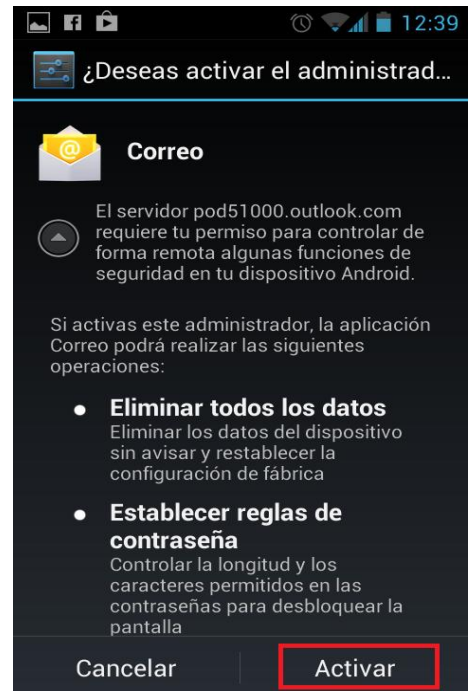 12:39
¿Deseas activar el administrad...
Correo
El servidor pod51000.outlook.com
requiere tu permiso para controlar de
forma remota algunas funciones de
seguridad en tu dispositivo Android.
Si activas este administrador, la aplicación
Correo podrá realizar las siguientes
operaciones:
● Eliminar todos los datos
Eliminar los datos del dispositivo
sin avisar y restablecer la
configuración de fábrica
● Establecer reglas de
contraseña
Controlar la longitud y los
caracteres permitidos en las
contraseñas para desbloquear la
pantalla
Cancelar Activar